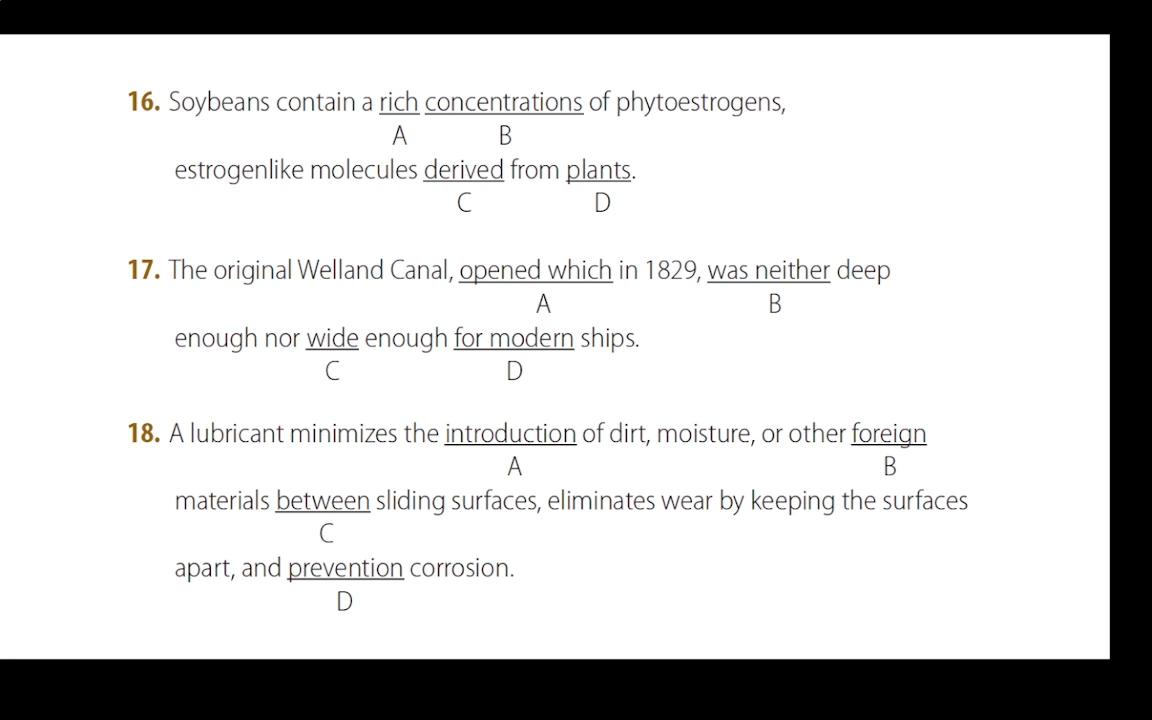 16. Soybeans contain a rich concentrations of phytoestrogens,
A B
estrogenlike molecules derived from plants.
C D
17. The original Welland Canal, opened which in 1829, was neither deep
A B
enough nor wide enough for modern ships.
C D
18. A lubricant minimizes the introduction of dirt, moisture, or other foreign
A B
materials between sliding surfaces, eliminates wear by keeping the surfaces
C
apart, and prevention corrosion.
D